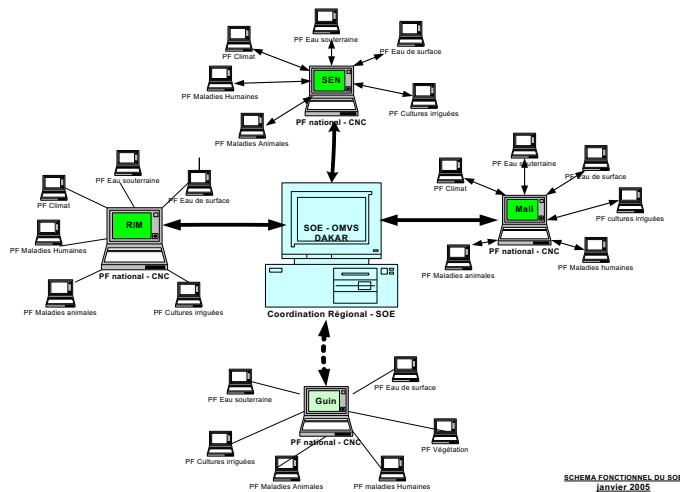 PF Eau souterraine
PF Climat
PF Eau de surface
SEN
PF Maladies Humaines
PF Cultures irriguées
PF national - CNC
PF Maladies Animales
PF Eau souterraine
PF Climat
PF Eau de surface
RIM
PF Maladies Humaines
PF national - CNC
PF Maladies animales
PF Cultures irriguées
SOE - OMVS
DAKAR
Coordination Régional - SOE
PF Eau souterraine
PF Eau de surface
PF Climat
Mali
PF cultures irriguées
PF national - CNC
PF Maladies animales
PF Maladies humaines
PF Eau de surface
PF Eau souterraine
Guin
PF national - CNC
PF Végétation
PF Cultures irriguées
PF Maladies Animales
PF maladies Humaines
SCHEMA FONCTIONNEL DU SOE
janvier 2005